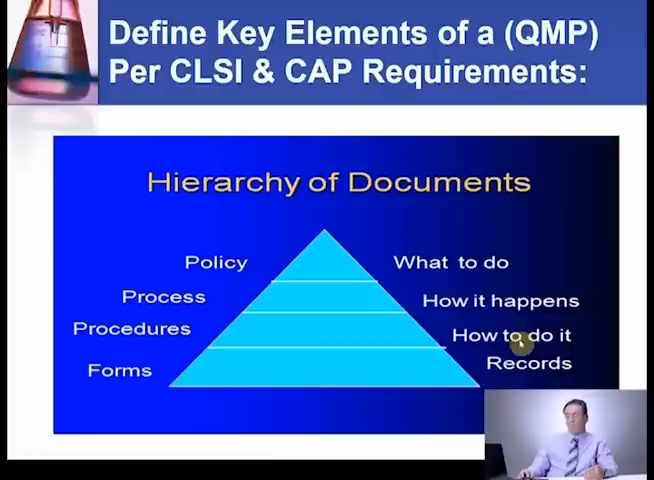 Define Key Elements of a (QMP)
Per CLSI & CAP Requirements:
Hierarchy of Documents
Policy What to do
Process How it happens
Procedures How to do it
Forms Records